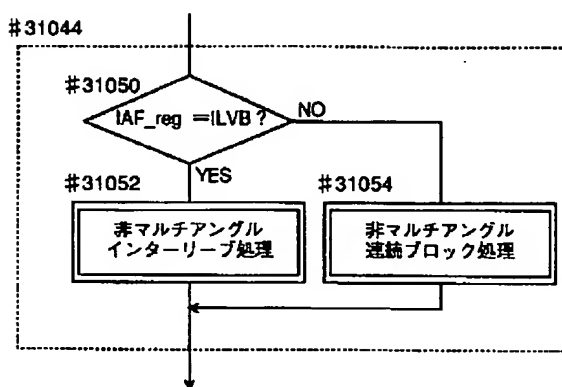 #31044
#31050
IAF_reg =ILVB ?
NO
YES
#31052
#31054
非マルチアングル
インターリーブ処理
非マルチアングル
連続ブロック処理